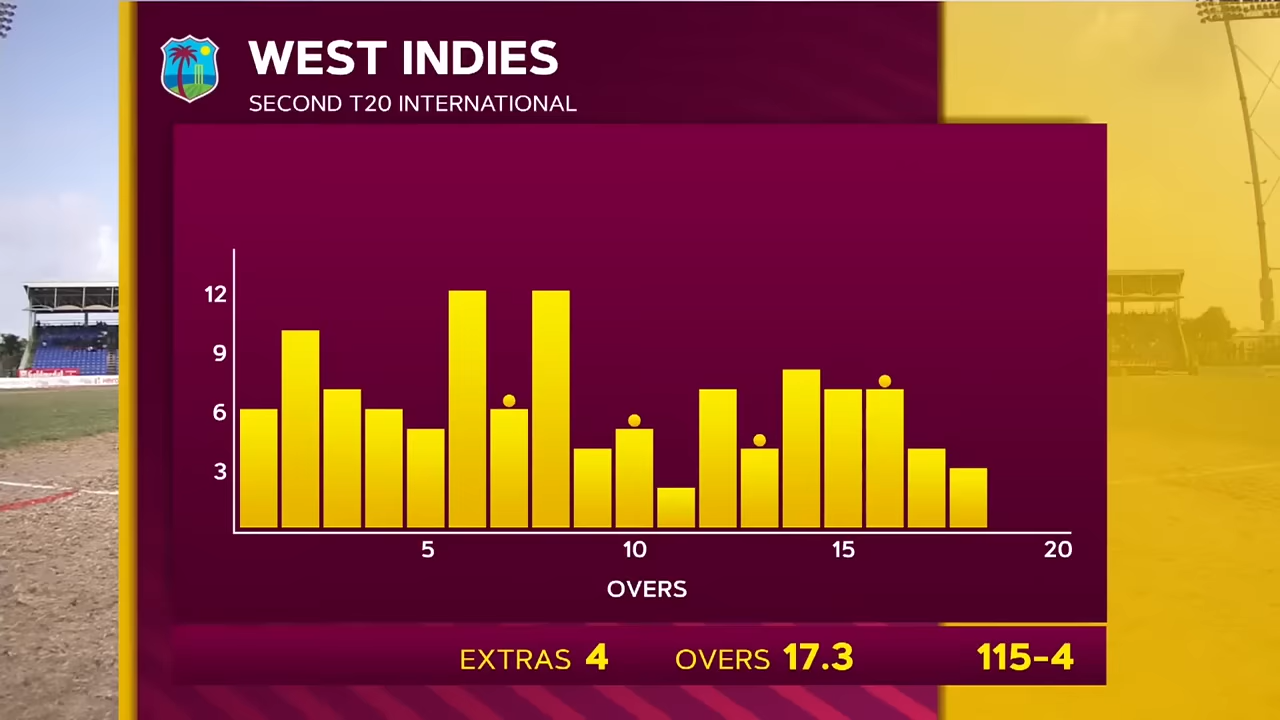 WEST INDIES
SECOND T20 INTERNATIONAL
12
9
6
3
5 10 15 20
OVERS
EXTRAS 4 OVERS 17.3 115-4